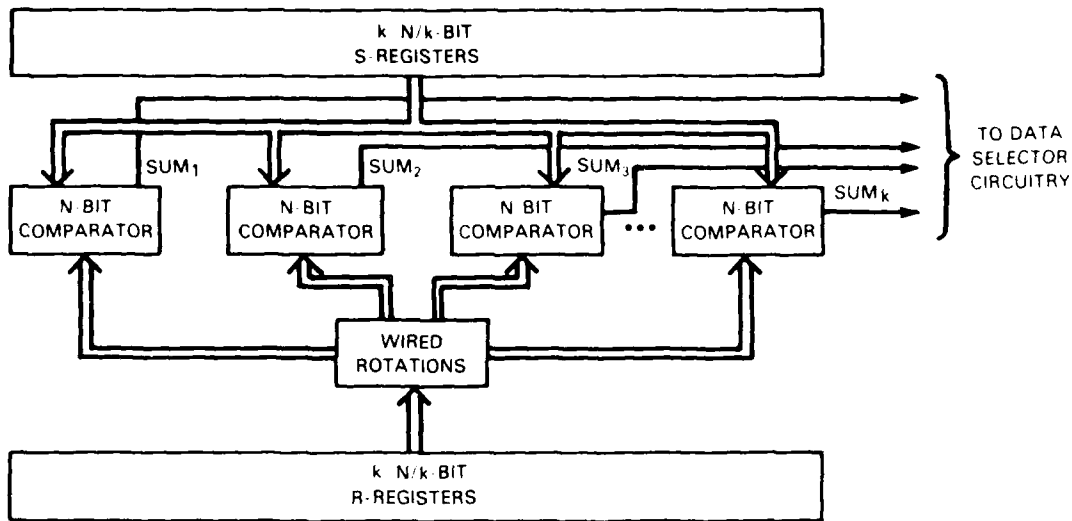 k N/k-BIT
S-REGISTERS
TO DATA
SELECTOR
CIRCUITRY
SUM₁
SUM₂
SUM₃
SUMₖ
N-BIT
COMPARATOR
N-BIT
COMPARATOR
N BIT
COMPARATOR
...
N-BIT
COMPARATOR
WIRED
ROTATIONS
k N/k-BIT
R-REGISTERS